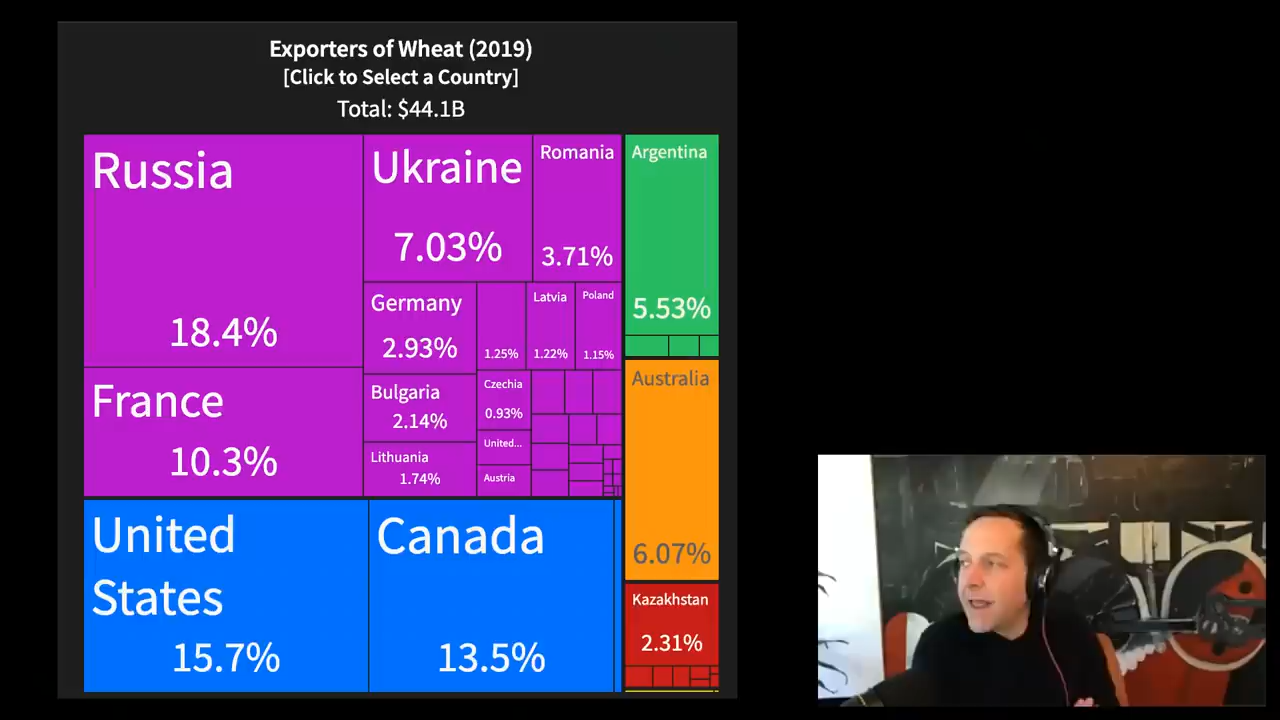 Exporters of Wheat (2019)
[Click to Select a Country]
Total: $44.1B
Russia
18.4%
France
10.3%
Ukraine
7.03%
Romania
3.71%
Germany
2.93%
1.25%
Latvia
1.22%
Poland
1.15%
Bulgaria
2.14%
Lithuania
1.74%
Czechia
0.93%
United...
Austria
Argentina
5.53%
Australia
6.07%
United
States
15.7%
Canada
13.5%
Kazakhstan
2.31%